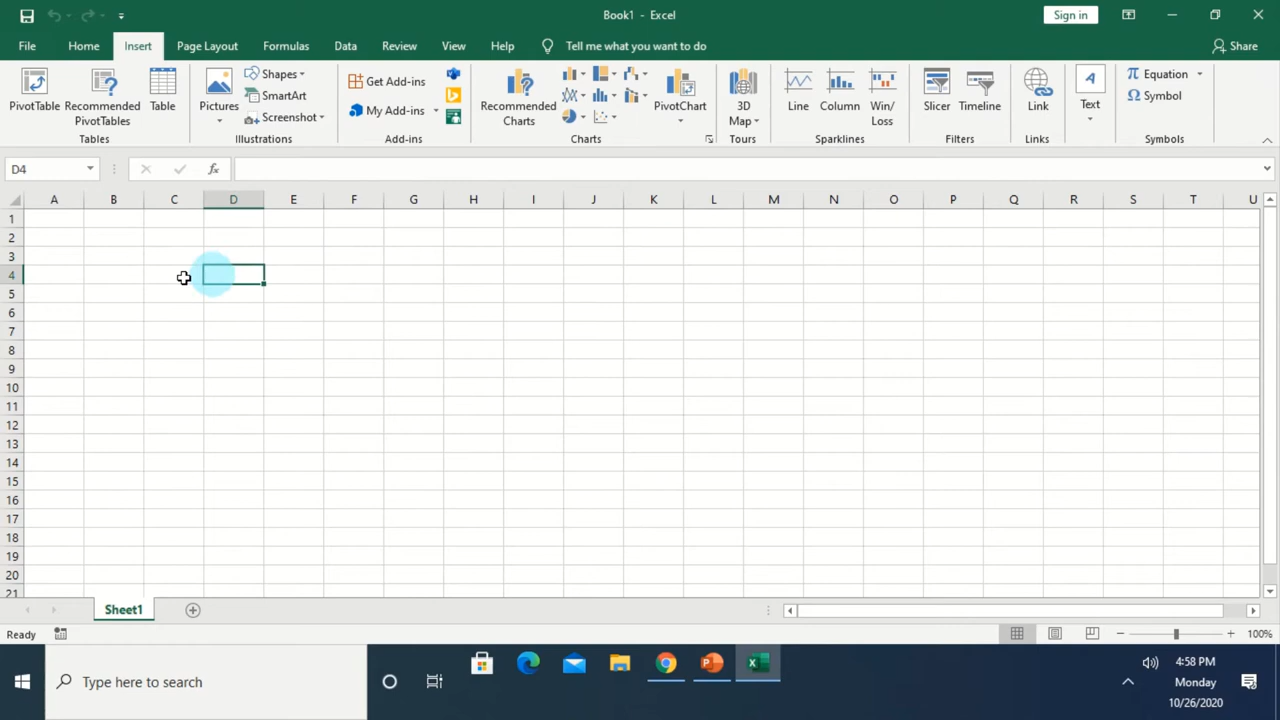 Book1 - Excel
Sign in
File Home Insert Page Layout Formulas Data Review View Help Tell me what you want to do Share
PivotTable
Recommended PivotTables
Table
Tables
Pictures
Shapes
SmartArt
Screenshot
Illustrations
Get Add-ins
My Add-ins
Add-ins
Recommended Charts
PivotChart
Charts
3D Map
Tours
Line
Column
Win/
Loss
Sparklines
Slicer
Timeline
Filters
Link
Links
A
Text
π Equation
Ω Symbol
Symbols
D4
fx
A B C D E F G H I J K L M N O P Q R S T U
1
2
3
4
5
6
7
8
9
10
11
12
13
14
15
16
17
18
19
20
21
Sheet1
Ready
100%
Type here to search
4:58 PM
Monday
10/26/2020